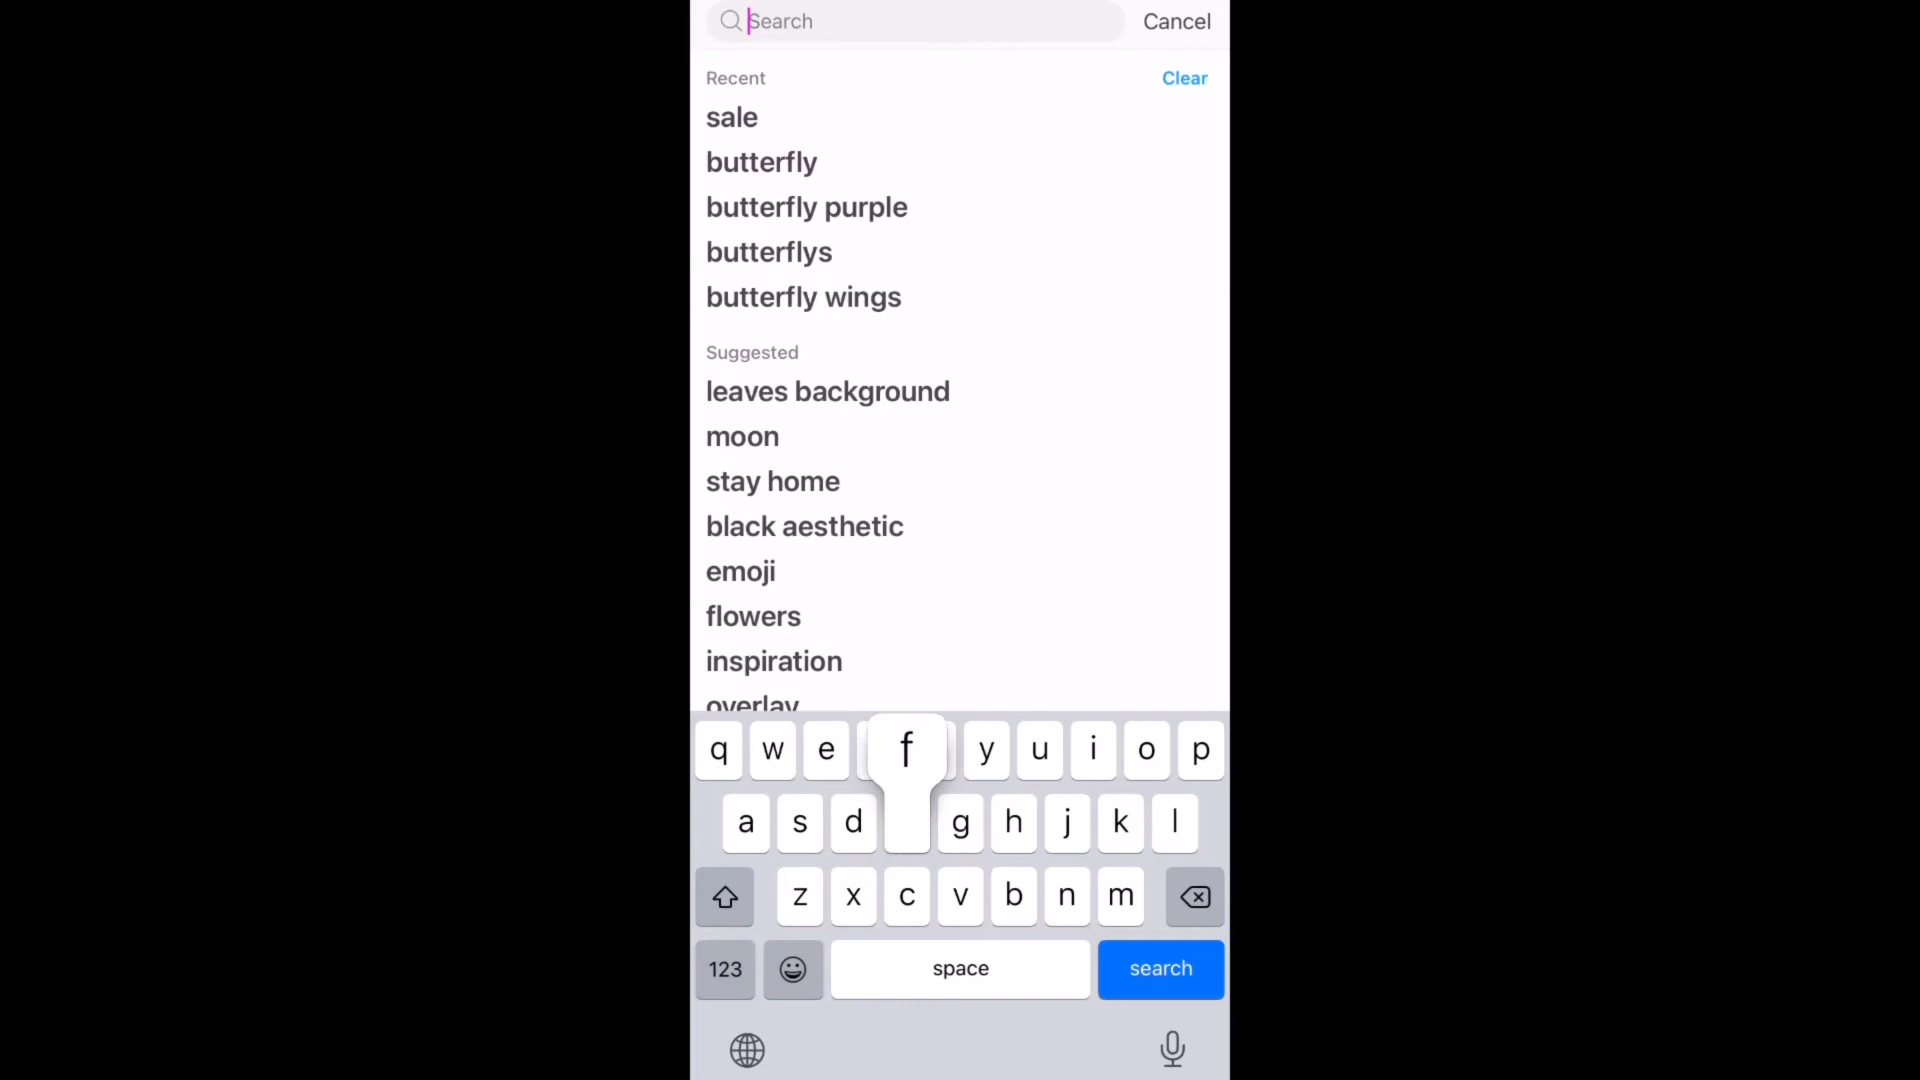 Search
Cancel
Recent
Clear
sale
butterfly
butterfly purple
butterflys
butterfly wings
Suggested
leaves background
moon
stay home
black aesthetic
emoji
flowers
inspiration
overlay
q w e f y u i o p
a s d g h j k l
z x c v b n m
123 space search